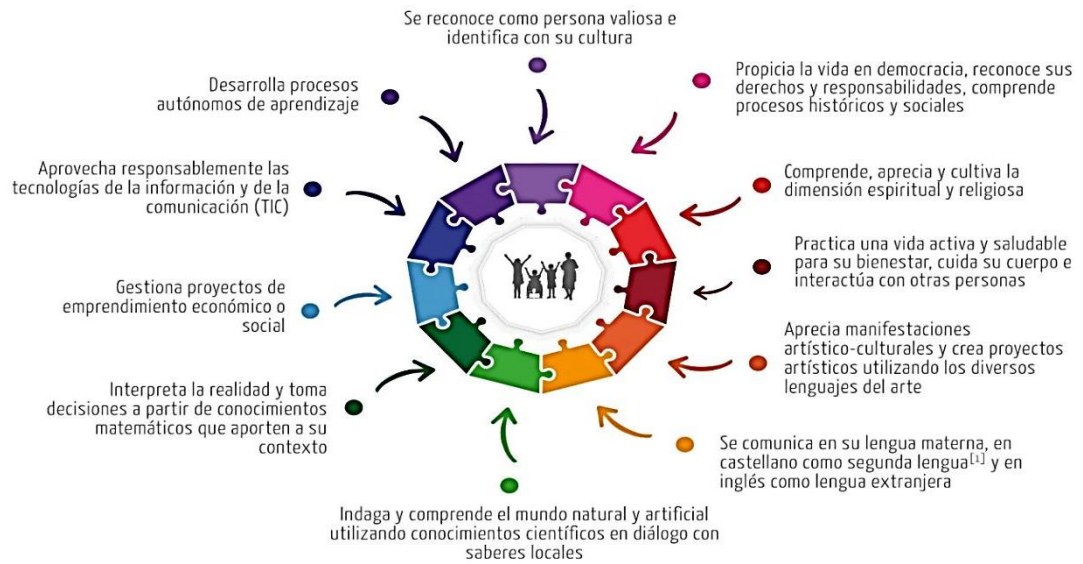 Se reconoce como persona valiosa e
identifica con su cultura
Propicia la vida en democracia, reconoce sus
derechos y responsabilidades, comprende
procesos históricos y sociales
Comprende, aprecia y cultiva la
dimensión espiritual y religiosa
Practica una vida activa y saludable
para su bienestar, cuida su cuerpo e
interactúa con otras personas
Aprecia manifestaciones
artístico-culturales y crea proyectos
artísticos utilizando los diversos
lenguajes del arte
Se comunica en su lengua materna, en
castellano como segunda lengua[1] y en
inglés como lengua extranjera
Indaga y comprende el mundo natural y artificial
utilizando conocimientos científicos en diálogo con
saberes locales
Interpreta la realidad y toma
decisiones a partir de conocimientos
matemáticos que aporten a su
contexto
Gestiona proyectos de
emprendimiento económico o
social
Aprovecha responsablemente las
tecnologías de la información y de la
comunicación (TIC)
Desarrolla procesos
autónomos de aprendizaje